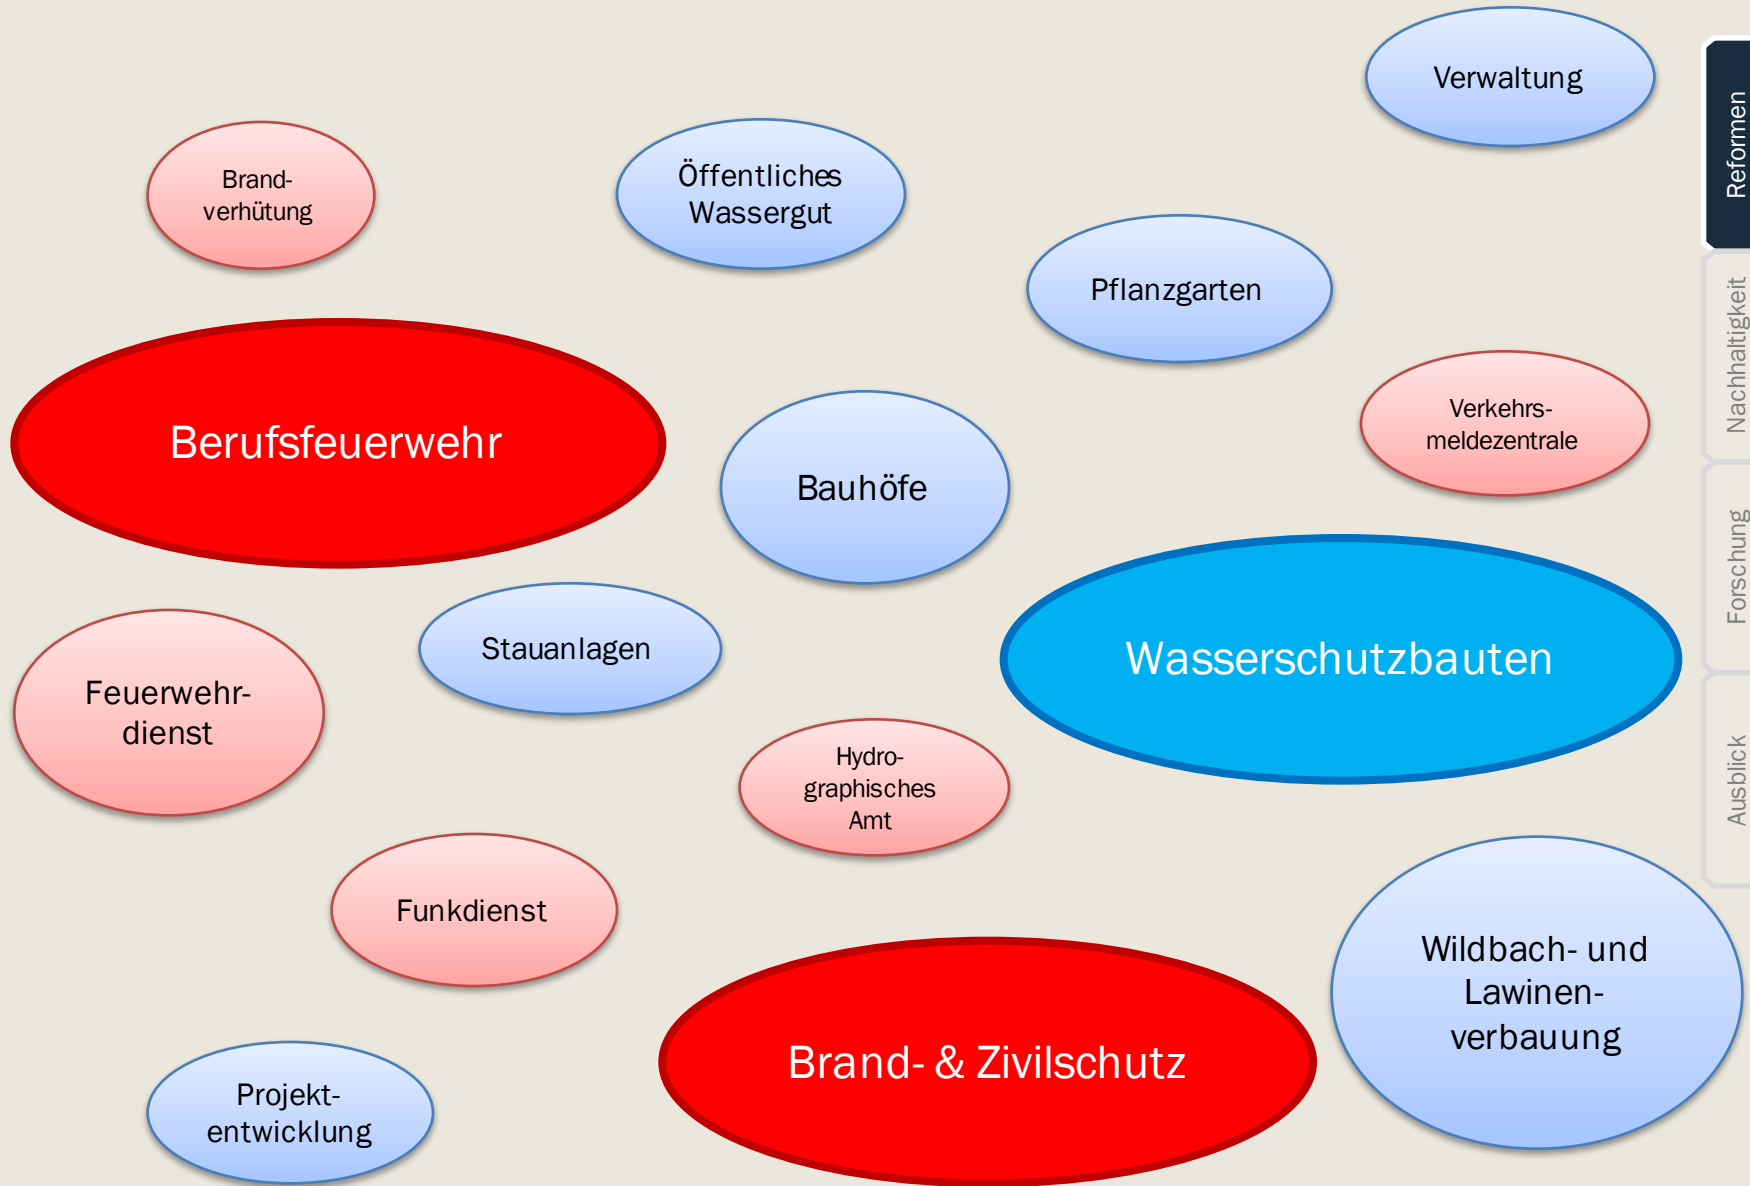 Verwaltung
Brand-
verhütung
Öffentliches
Wassergut
Pflanzgarten
Berufsfeuerwehr
Bauhöfe
Verkehrs-
meldezentrale
Stauanlagen
Wasserschutzbauten
Feuerwehr-
dienst
Hydro-
graphisches
Amt
Funkdienst
Wildbach- und
Lawinen-
verbauung
Brand- & Zivilschutz
Projekt-
entwicklung
Reformen
Nachhaltigkeit
Forschung
Ausblick